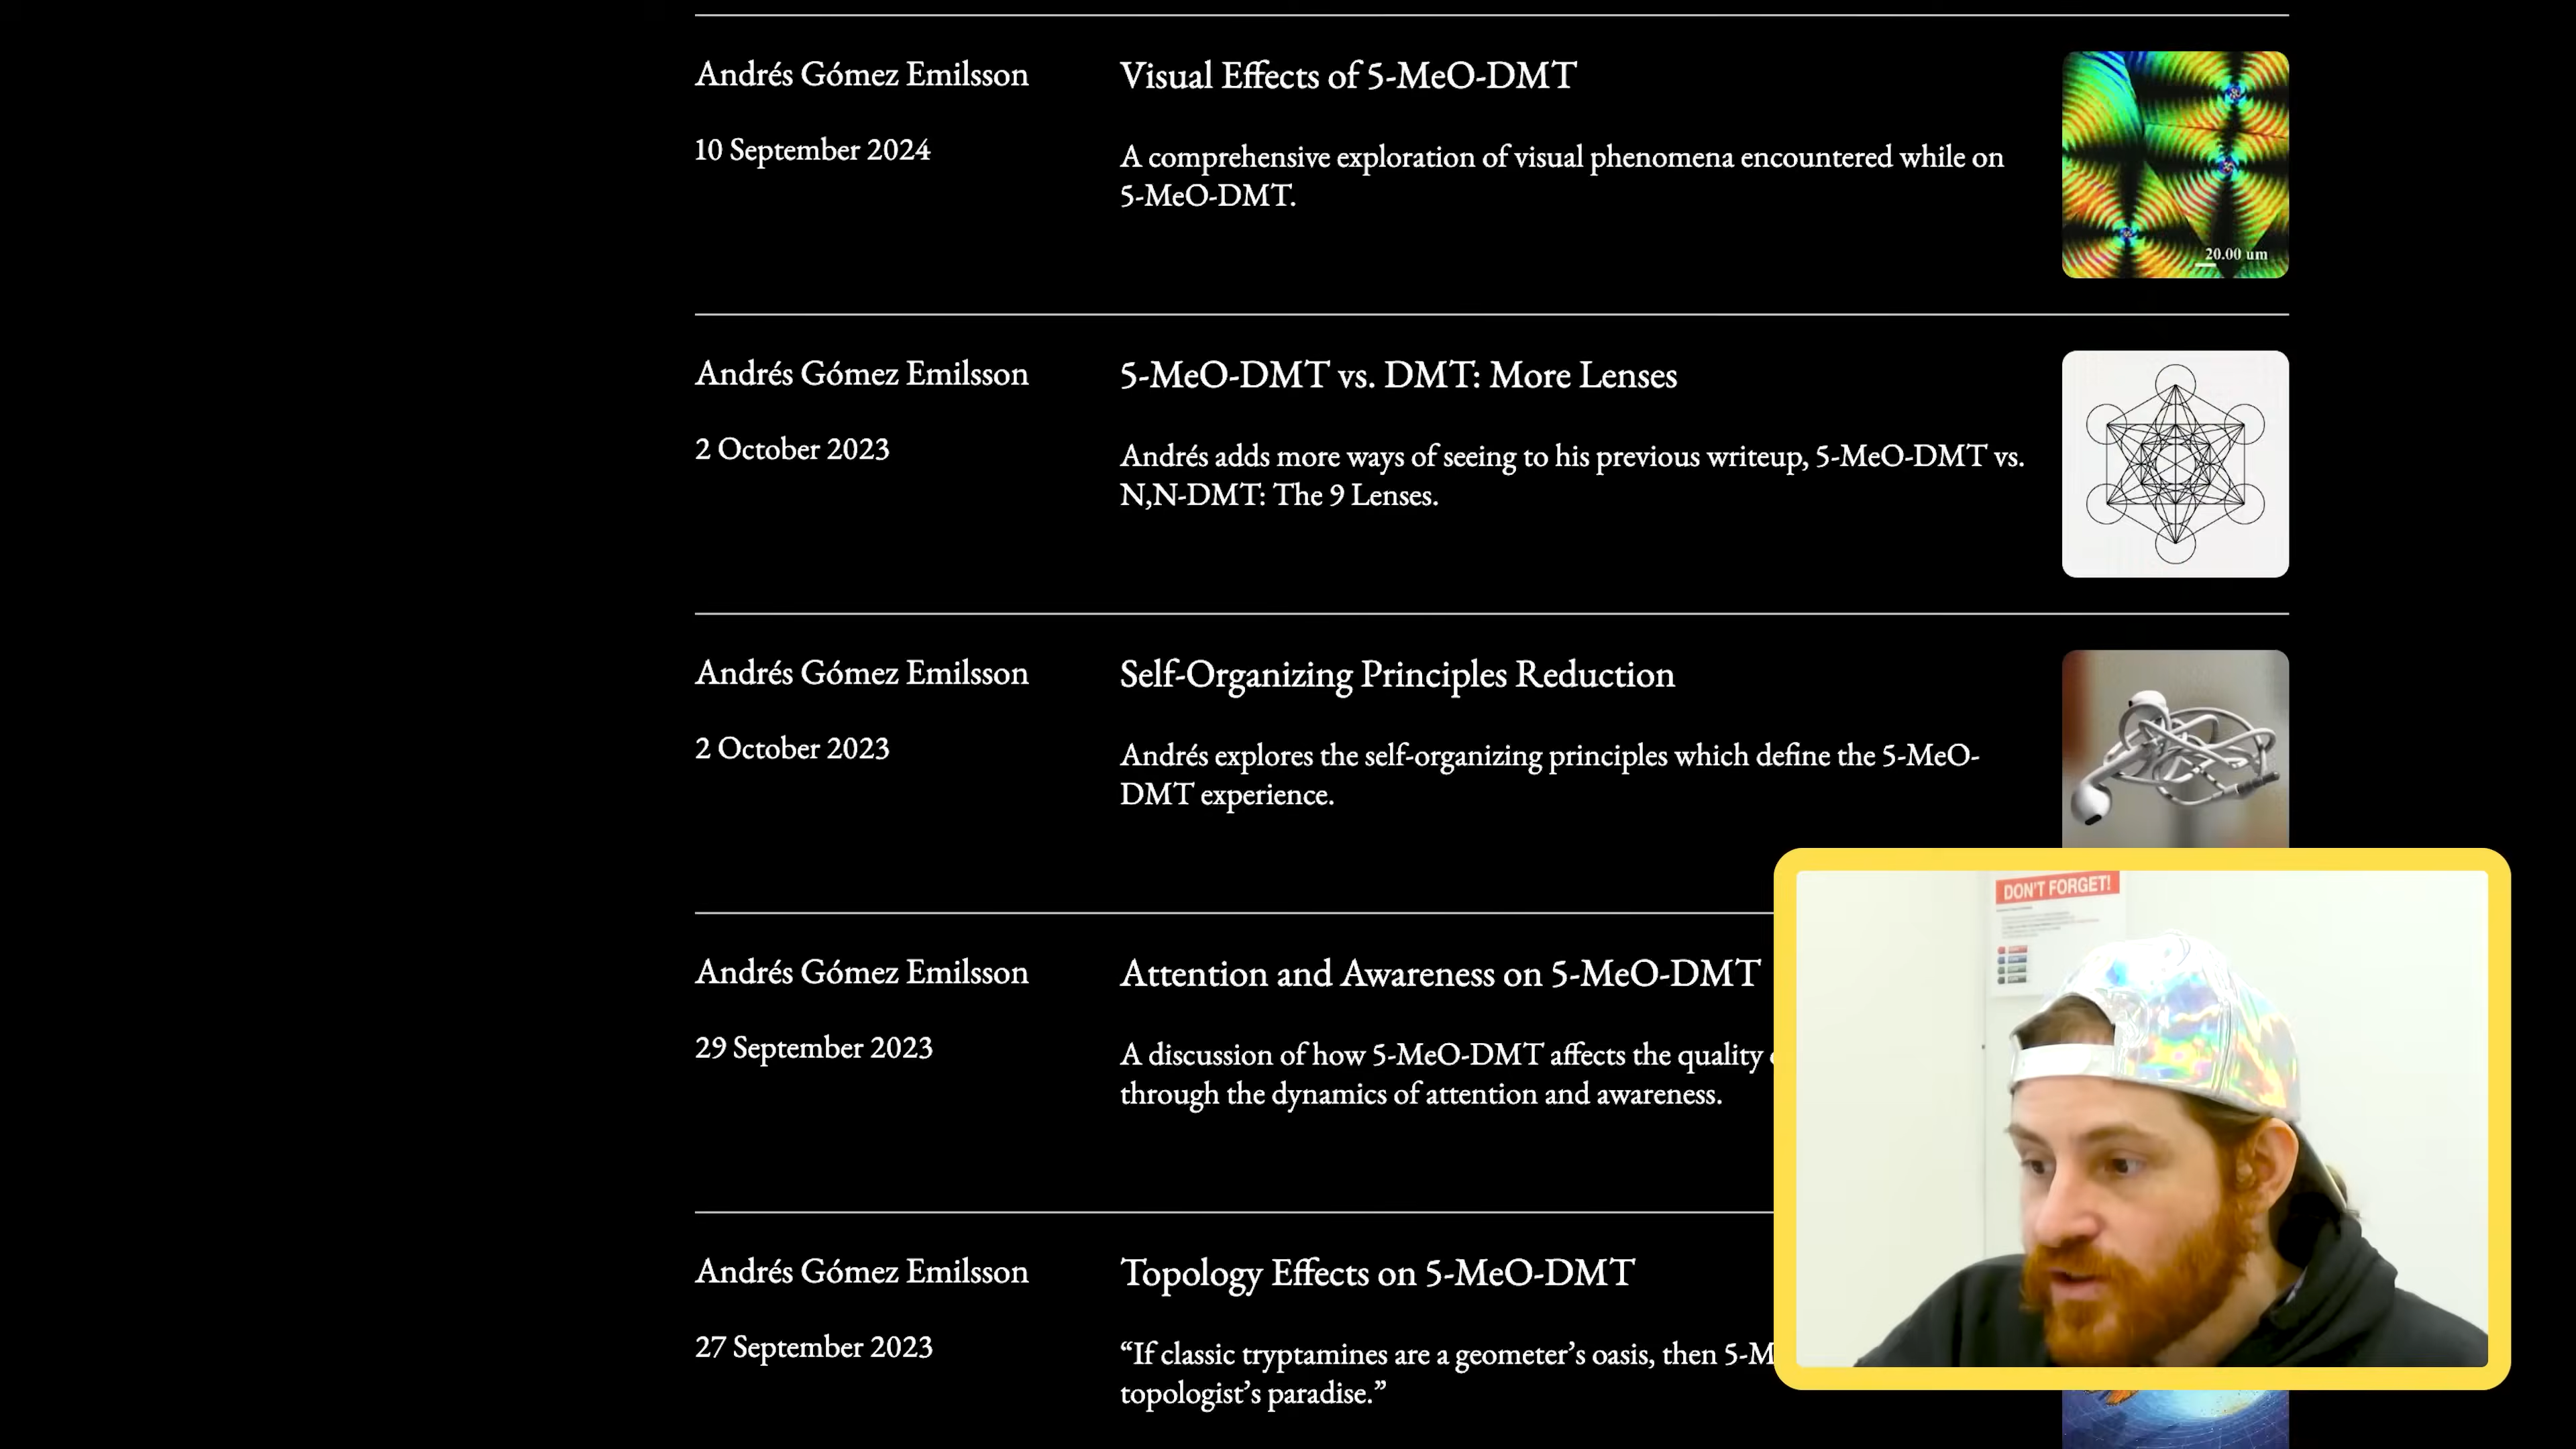 Andrés Gómez Emilsson
10 September 2024
Visual Effects of 5-MeO-DMT
A comprehensive exploration of visual phenomena encountered while on
5-MeO-DMT.
20.00 um
Andrés Gómez Emilsson
2 October 2023
5-MeO-DMT vs. DMT: More Lenses
Andrés adds more ways of seeing to his previous writeup, 5-MeO-DMT vs.
N,N-DMT: The 9 Lenses.
Andrés Gómez Emilsson
2 October 2023
Self-Organizing Principles Reduction
Andrés explores the self-organizing principles which define the 5-MeO-
DMT experience.
Andrés Gómez Emilsson
29 September 2023
Attention and Awareness on 5-MeO-DMT
A discussion of how 5-MeO-DMT affects the quality
through the dynamics of attention and awareness.
DON'T FORGET!
Andrés Gómez Emilsson
27 September 2023
Topology Effects on 5-MeO-DMT
“If classic tryptamines are a geometer’s oasis, then 5-M
topologist’s paradise.”